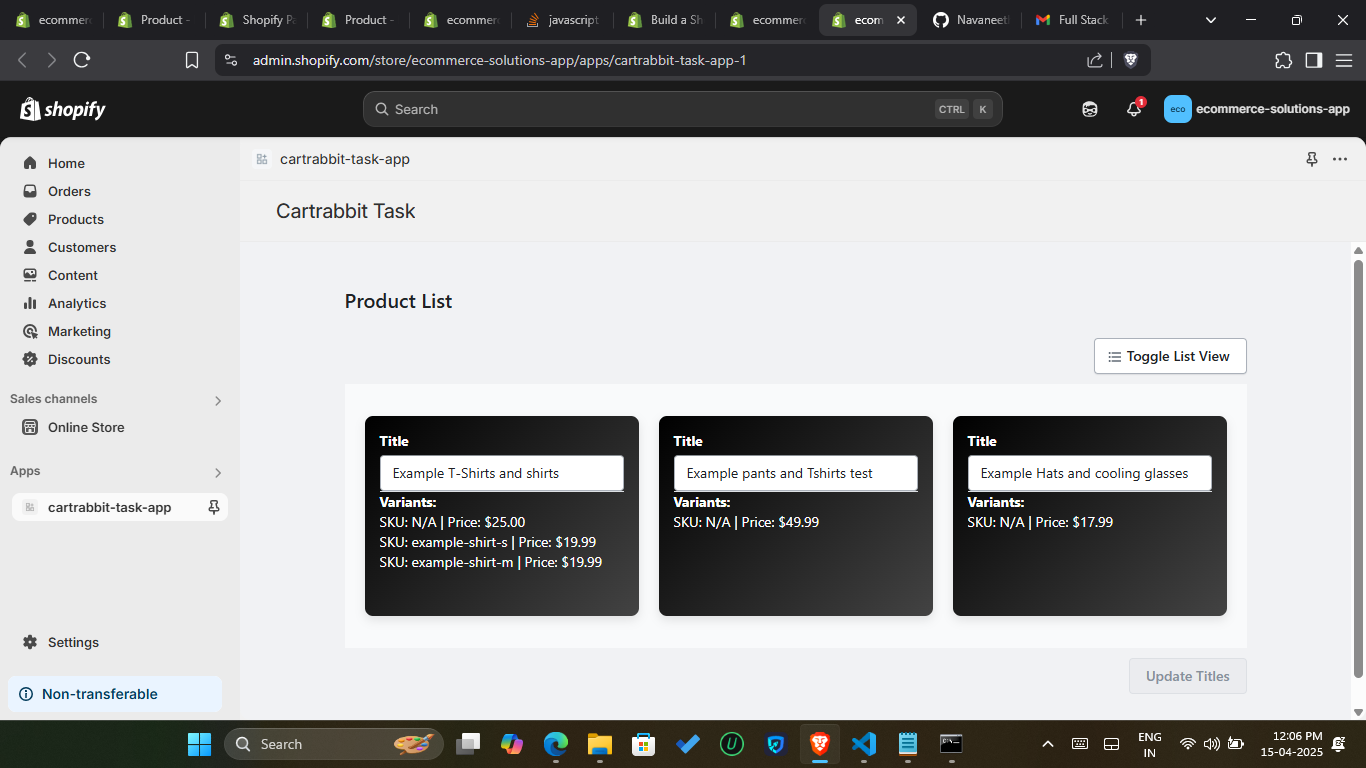 ecommerc
Product -
Shopify Pa
Product -
ecommerc
javascript
Build a Sh
ecommerc
ecom
Navaneet
Full Stack
admin.shopify.com/store/ecommerce-solutions-app/apps/cartrabbit-task-app-1
shopify
Search
CTRL K
1
eco
ecommerce-solutions-app
Home
Orders
Products
Customers
Content
Analytics
Marketing
Discounts
Sales channels
Online Store
Apps
cartrabbit-task-app
Settings
Non-transferable
cartrabbit-task-app
Cartrabbit Task
Product List
Toggle List View
Title
Example T-Shirts and shirts
Variants:
SKU: N/A | Price: $25.00
SKU: example-shirt-s | Price: $19.99
SKU: example-shirt-m | Price: $19.99
Title
Example pants and Tshirts test
Variants:
SKU: N/A | Price: $49.99
Title
Example Hats and cooling glasses
Variants:
SKU: N/A | Price: $17.99
Update Titles
Search
ENG
IN
12:06 PM
15-04-2025